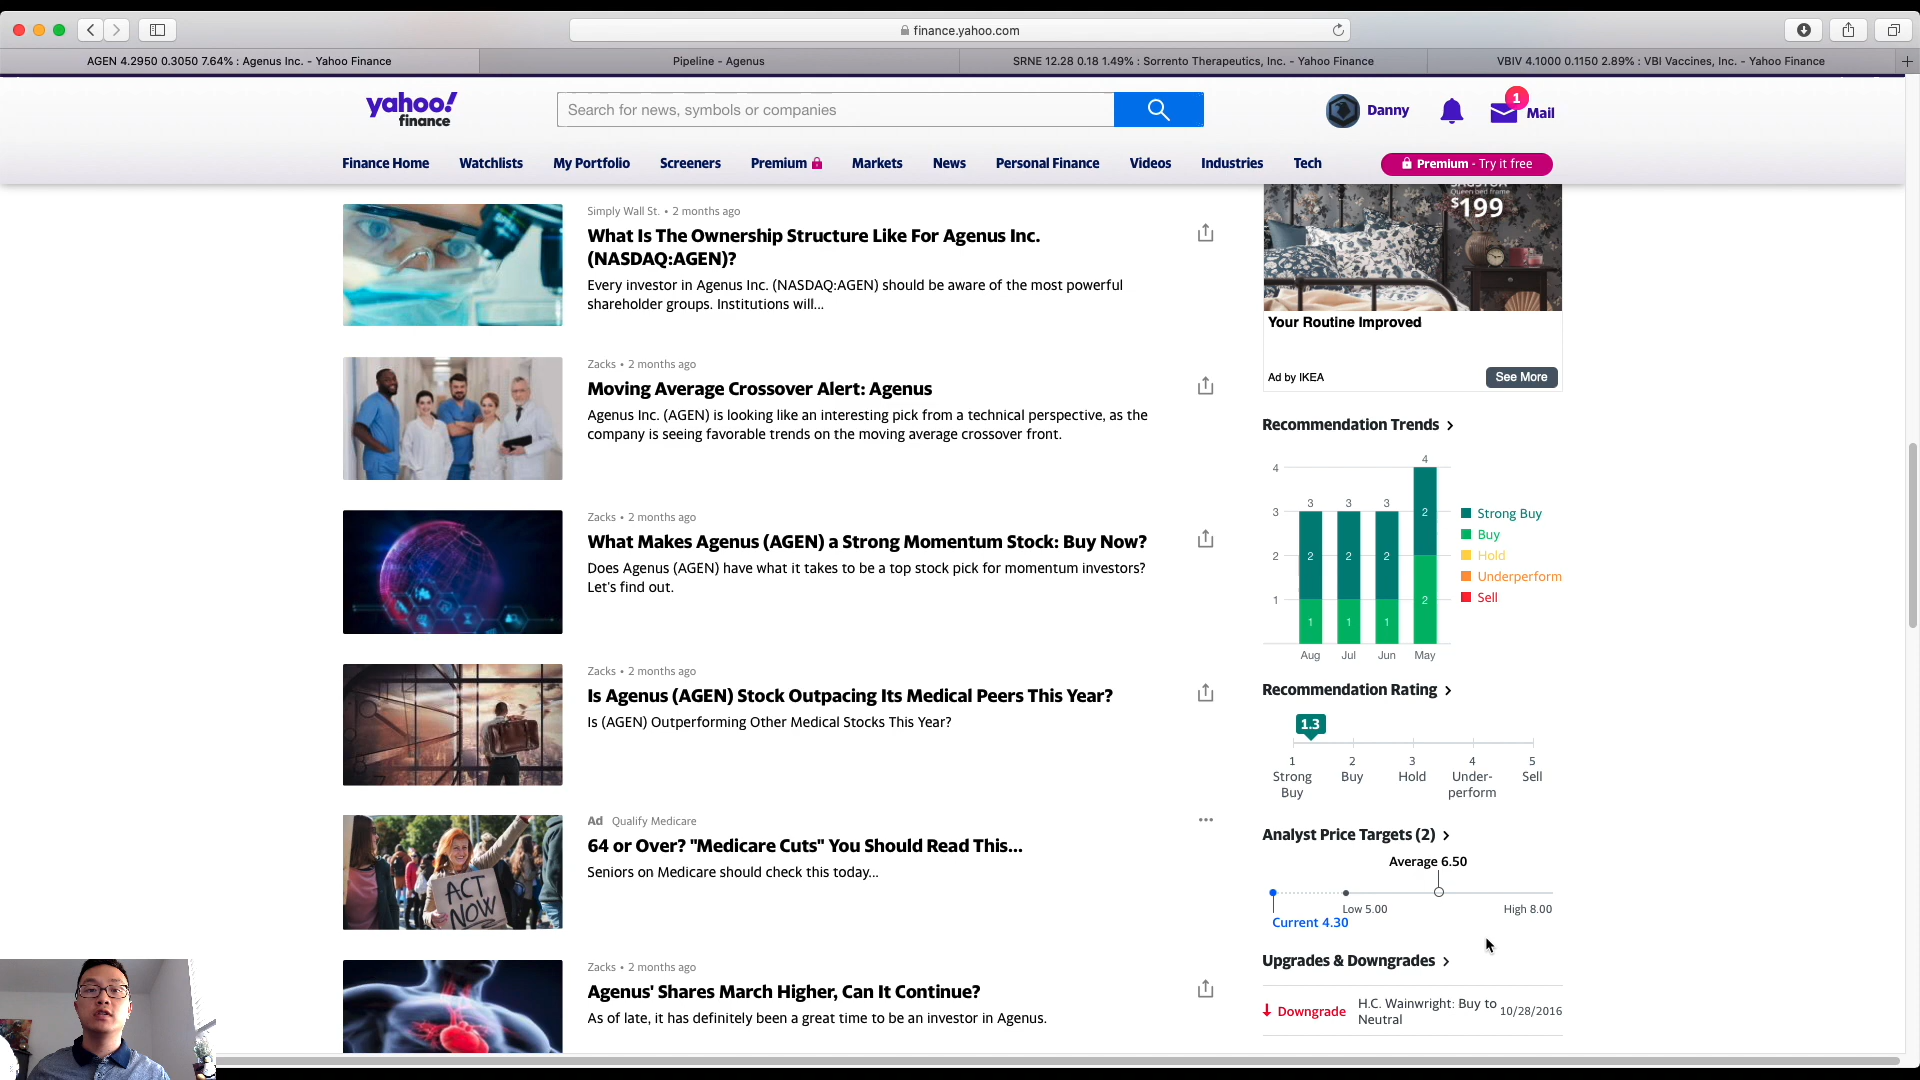 finance.yahoo.com
AGEN 4.2950 0.3050 7.64% : Agenus Inc. - Yahoo Finance
Pipeline - Agenus
SRNE 12.28 0.18 1.49% : Sorrento Therapeutics, Inc. - Yahoo Finance
VBIV 4.1000 0.1150 2.89% : VBI Vaccines, Inc. - Yahoo Finance
yahoo!
finance
Search for news, symbols or companies
Danny
1
Mail
Finance Home
Watchlists
My Portfolio
Screeners
Premium
Markets
News
Personal Finance
Videos
Industries
Tech
Premium - Try it free
Simply Wall St. • 2 months ago
What Is The Ownership Structure Like For Agenus Inc.
(NASDAQ:AGEN)?
Every investor in Agenus Inc. (NASDAQ:AGEN) should be aware of the most powerful
shareholder groups. Institutions will...
Zacks • 2 months ago
Moving Average Crossover Alert: Agenus
Agenus Inc. (AGEN) is looking like an interesting pick from a technical perspective, as the
company is seeing favorable trends on the moving average crossover front.
Zacks • 2 months ago
What Makes Agenus (AGEN) a Strong Momentum Stock: Buy Now?
Does Agenus (AGEN) have what it takes to be a top stock pick for momentum investors?
Let's find out.
Zacks • 2 months ago
Is Agenus (AGEN) Stock Outpacing Its Medical Peers This Year?
Is (AGEN) Outperforming Other Medical Stocks This Year?
Ad Qualify Medicare
64 or Over? "Medicare Cuts" You Should Read This...
Seniors on Medicare should check this today...
ACT
NOW
Zacks • 2 months ago
Agenus' Shares March Higher, Can It Continue?
As of late, it has definitely been a great time to be an investor in Agenus.
Queen bed frame
$199
Your Routine Improved
Ad by IKEA
See More
Recommendation Trends
4
4
3
3
3
3
2
2
2
2
2
1
1
1
1
2
Aug
Jul
Jun
May
Strong Buy
Buy
Hold
Underperform
Sell
Recommendation Rating
1.3
1
2
3
4
5
Strong
Buy
Buy
Hold
Under-
perform
Sell
Analyst Price Targets (2)
Average 6.50
Low 5.00
High 8.00
Current 4.30
Upgrades & Downgrades
Downgrade
H.C. Wainwright: Buy to
Neutral
10/28/2016